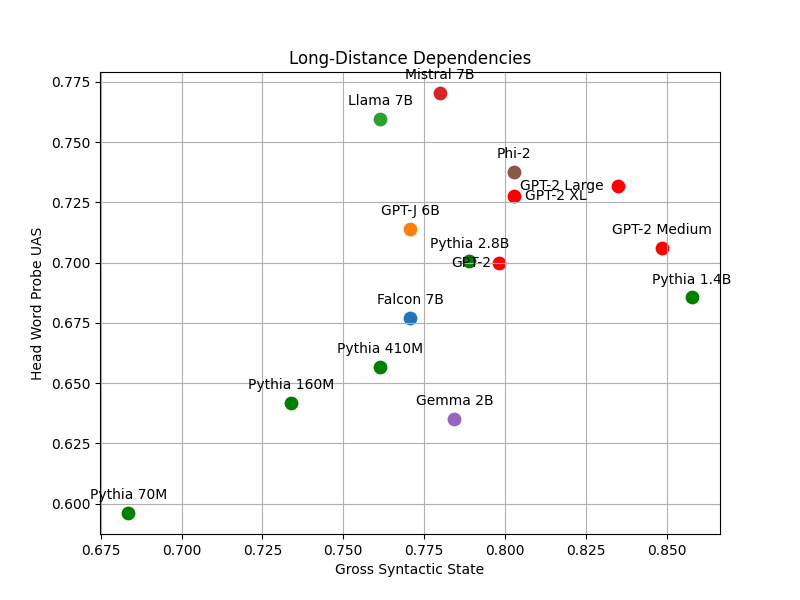 Long-Distance Dependencies
Mistral 7B
Llama 7B
Phi-2
GPT-2 Large
GPT-2 XL
GPT-J 6B
GPT-2 Medium
Pythia 2.8B
GPT-2
Pythia 1.4B
Falcon 7B
Pythia 410M
Pythia 160M
Gemma 2B
Pythia 70M
0.775
0.750
0.725
0.700
0.675
0.650
0.625
0.600
Head Word Probe UAS
0.675 0.700 0.725 0.750 0.775 0.800 0.825 0.850
Gross Syntactic State